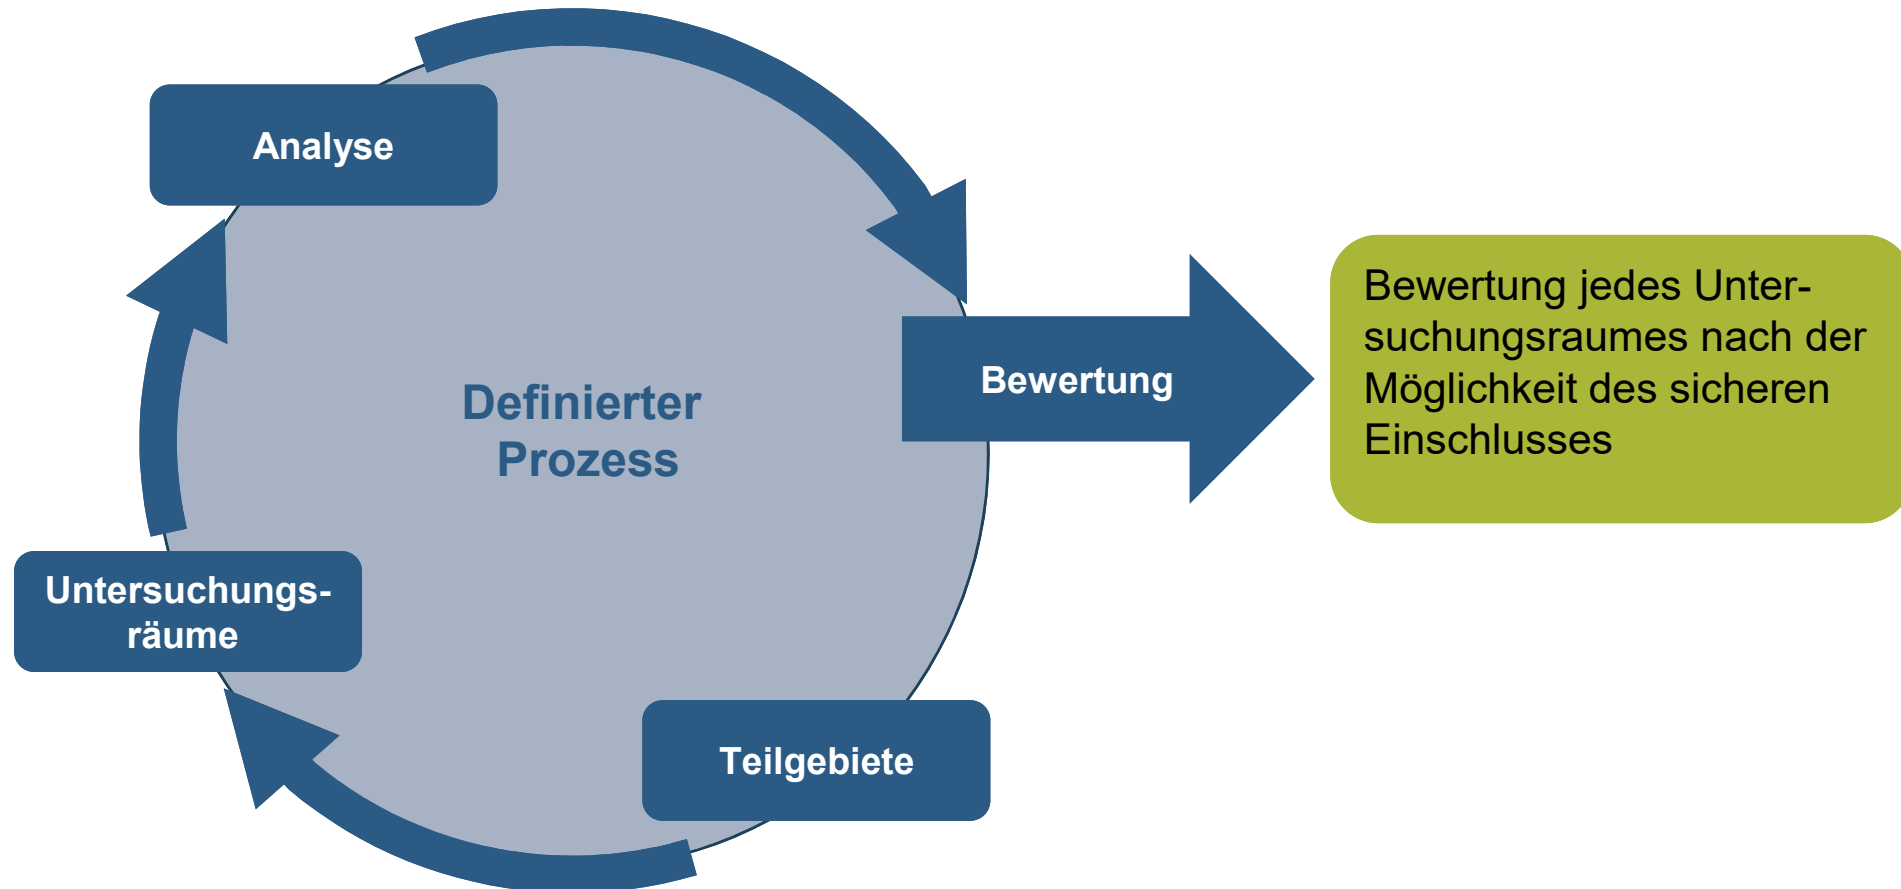 Analyse
Definierter
Prozess
Bewertung
Bewertung jedes Unter-
suchungsraumes nach der
Möglichkeit des sicheren
Einschlusses
Untersuchungs-
räume
Teilgebiete